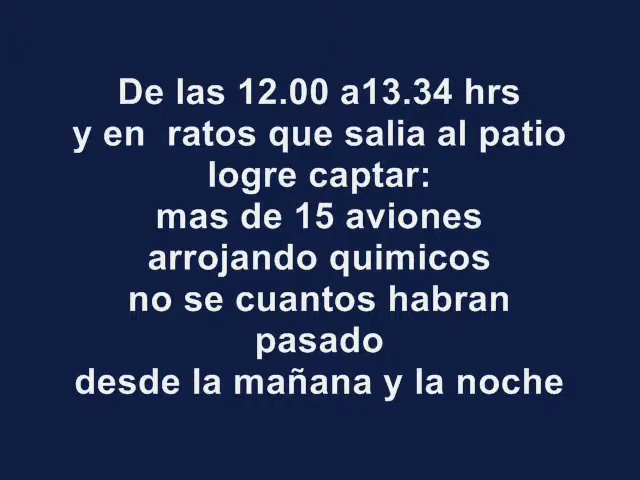 De las 12.00 a13.34 hrs
y en  ratos que salia al patio
logre captar:
mas de 15 aviones
arrojando quimicos
no se cuantos habran
pasado
desde la mañana y la noche